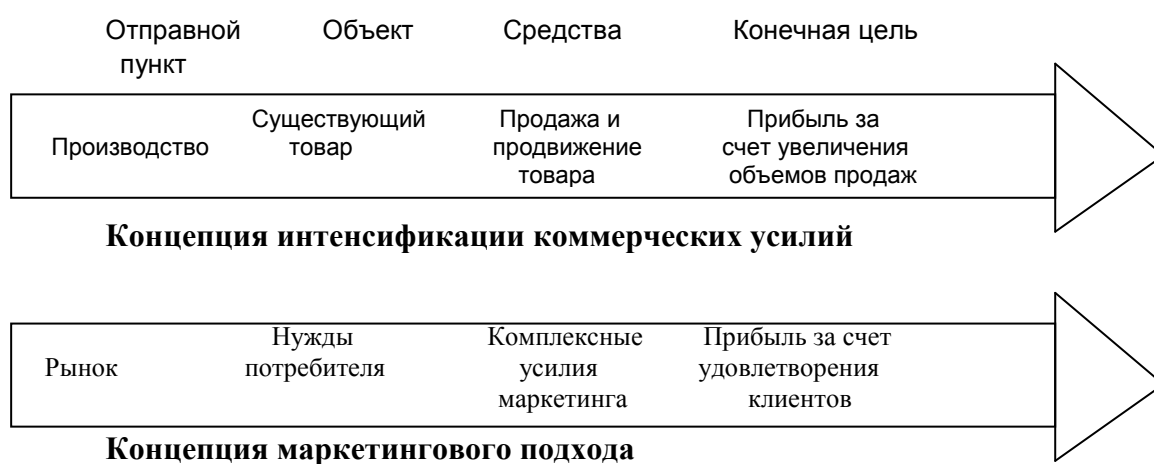 Отправной Объект Средства Конечная цель
пункт
Существующий Продажа и Прибыль за
Производство товар продвижение счет увеличения
товара объемов продаж
Концепция интенсификации коммерческих усилий
Нужды Комплексные Прибыль за счет
Рынок потребителя усилия удовлетворения
маркетинга клиентов
Концепция маркетингового подхода